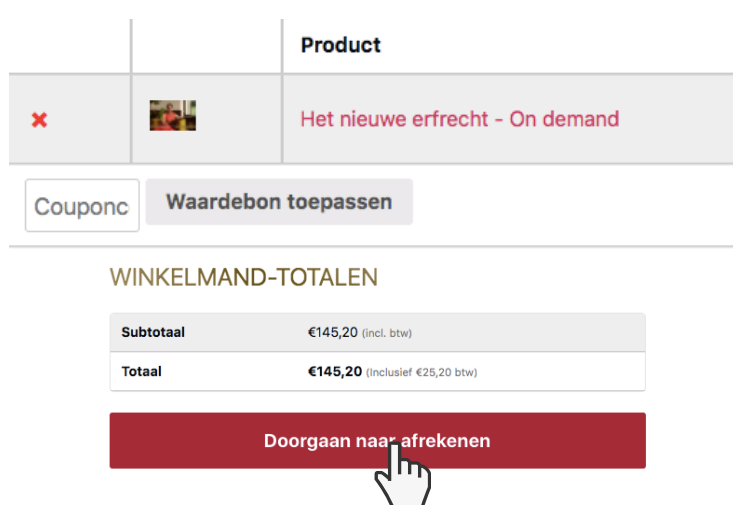 Product
Het nieuwe erfrecht - On demand
Couponc
Waardebon toepassen
WINKELMAND-TOTALEN
Subtotaal €145,20 (incl. btw)
Totaal €145,20 (Inclusief €25,20 btw)
Doorgaan naar afrekenen